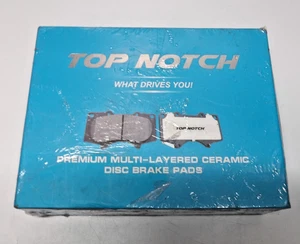 TOP NOTCH
WHAT DRIVES YOU!
TOP NOTCH
PREMIUM MULTI-LAYERED CERAMIC
DISC BRAKE PADS